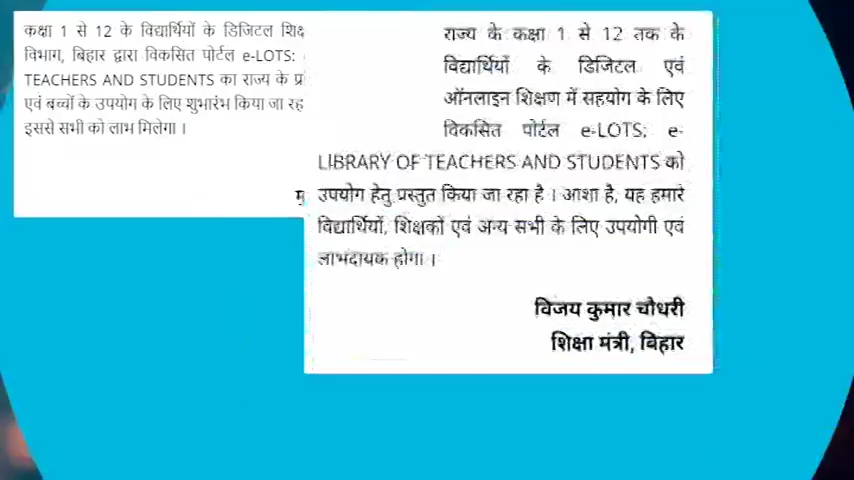 कक्षा 1 से 12 के विद्यार्थियों के डिजिटल
विभाग, बिहार द्वारा विकसित पोर्टल e-LOTS:
TEACHERS AND STUDENTS का राज्य के
एवं बच्चों के उपयोग के लिए शुभारंभ किया जा
इससे सभी को लाभ मिलेगा ।
राज्य के कक्षा 1 से 12 तक के
विद्यार्थियों के डिजिटल एवं
ऑनलाइन शिक्षण में सहयोग के लिए
विकसित पोर्टल e-LOTS: e-
LIBRARY OF TEACHERS AND STUDENTS को
उपयोग हेतु प्रस्तुत किया जा रहा है । आशा है, यह हमारे
विद्यार्थियों, शिक्षकों एवं अन्य सभी के लिए उपयोगी एवं
लाभदायक होगा ।
विजय कुमार चौधरी
शिक्षा मंत्री, बिहार